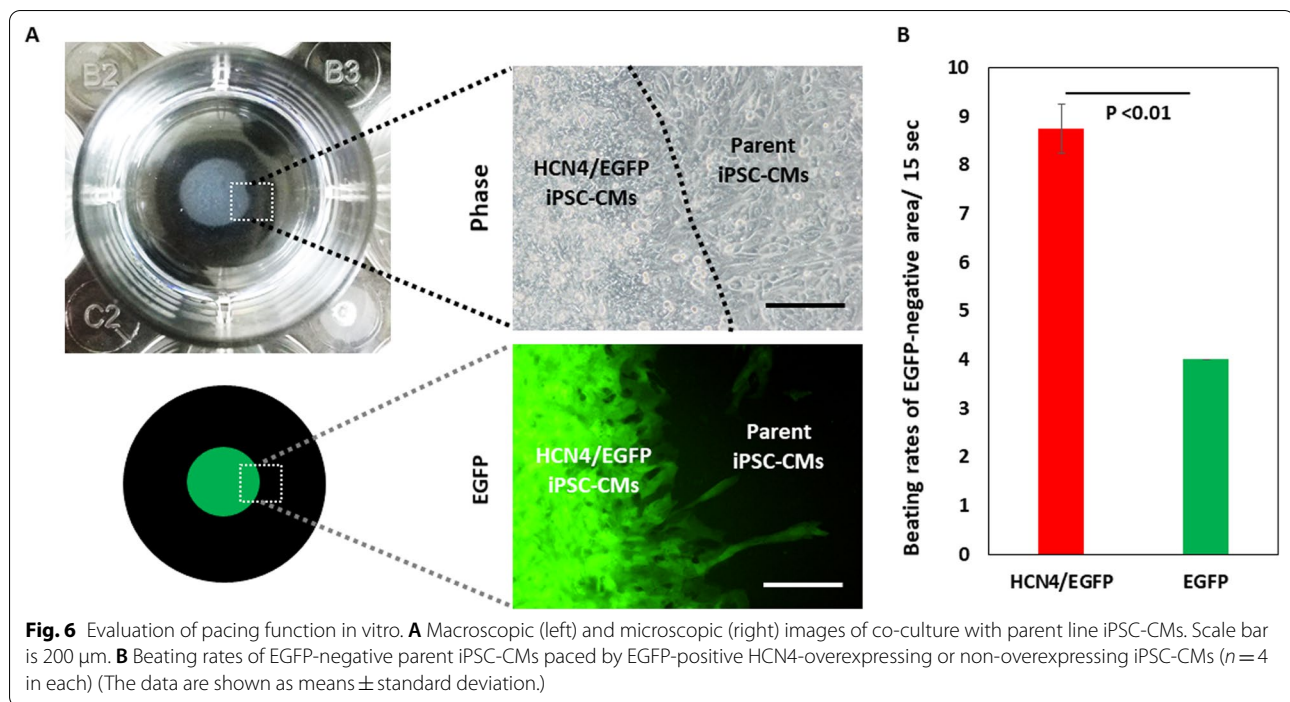 A
B2
B3
C2
Phase
HCN4/EGFP
iPSC-CMs
Parent
iPSC-CMs
EGFP
HCN4/EGFP
iPSC-CMs
Parent
iPSC-CMs
B
Beating rates of EGFP-negative area/ 15 sec
10
9
8
7
6
5
4
3
2
1
0
P <0.01
HCN4/EGFP
EGFP
Fig. 6 Evaluation of pacing function in vitro. A Macroscopic (left) and microscopic (right) images of co-culture with parent line iPSC-CMs. Scale bar
is 200 μm. B Beating rates of EGFP-negative parent iPSC-CMs paced by EGFP-positive HCN4-overexpressing or non-overexpressing iPSC-CMs (n = 4
in each) (The data are shown as means ± standard deviation.)